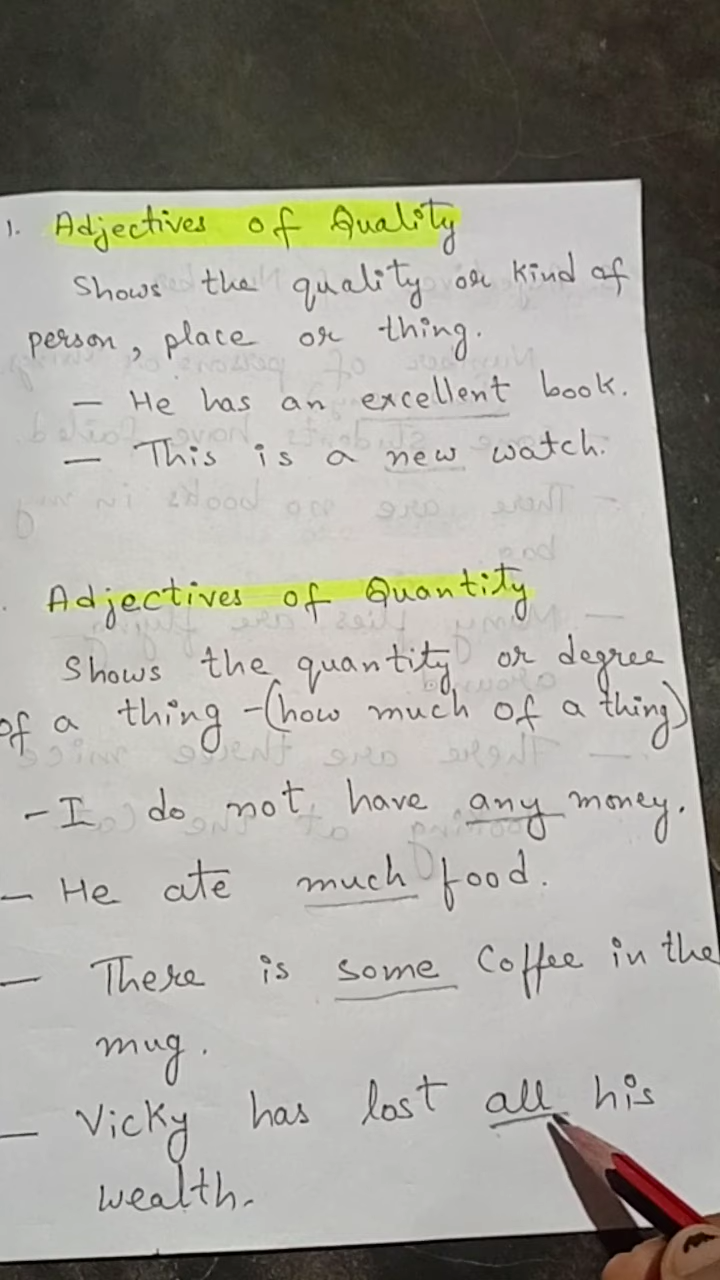 1. Adjectives of Quality
Shows the quality or kind of
person, place or thing.
- He has an excellent book.
- This is a new watch.
. Adjectives of Quantity
Shows the quantity or degree
of a thing - (how much of a thing)
- I do not have any money.
- He ate much food.
- There is some Coffee in the
mug.
- Vicky has lost all his
wealth.